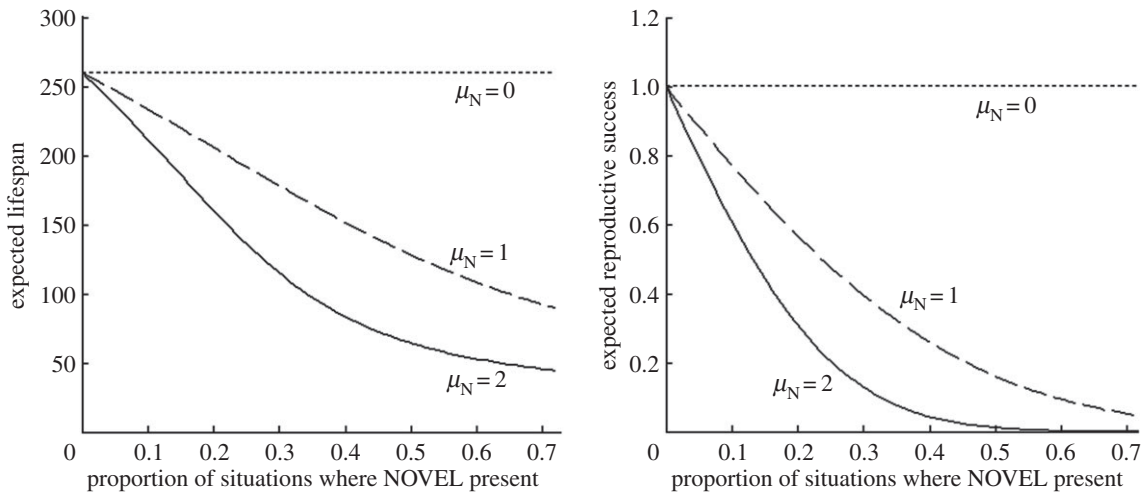 300
250
200
150
100
50
0
0.1 0.2 0.3 0.4 0.5 0.6 0.7
expected lifespan
proportion of situations where NOVEL present
μN = 0
μN = 1
μN = 2
1.2
1.0
0.8
0.6
0.4
0.2
0
0.1 0.2 0.3 0.4 0.5 0.6 0.7
expected reproductive success
proportion of situations where NOVEL present
μN = 0
μN = 1
μN = 2